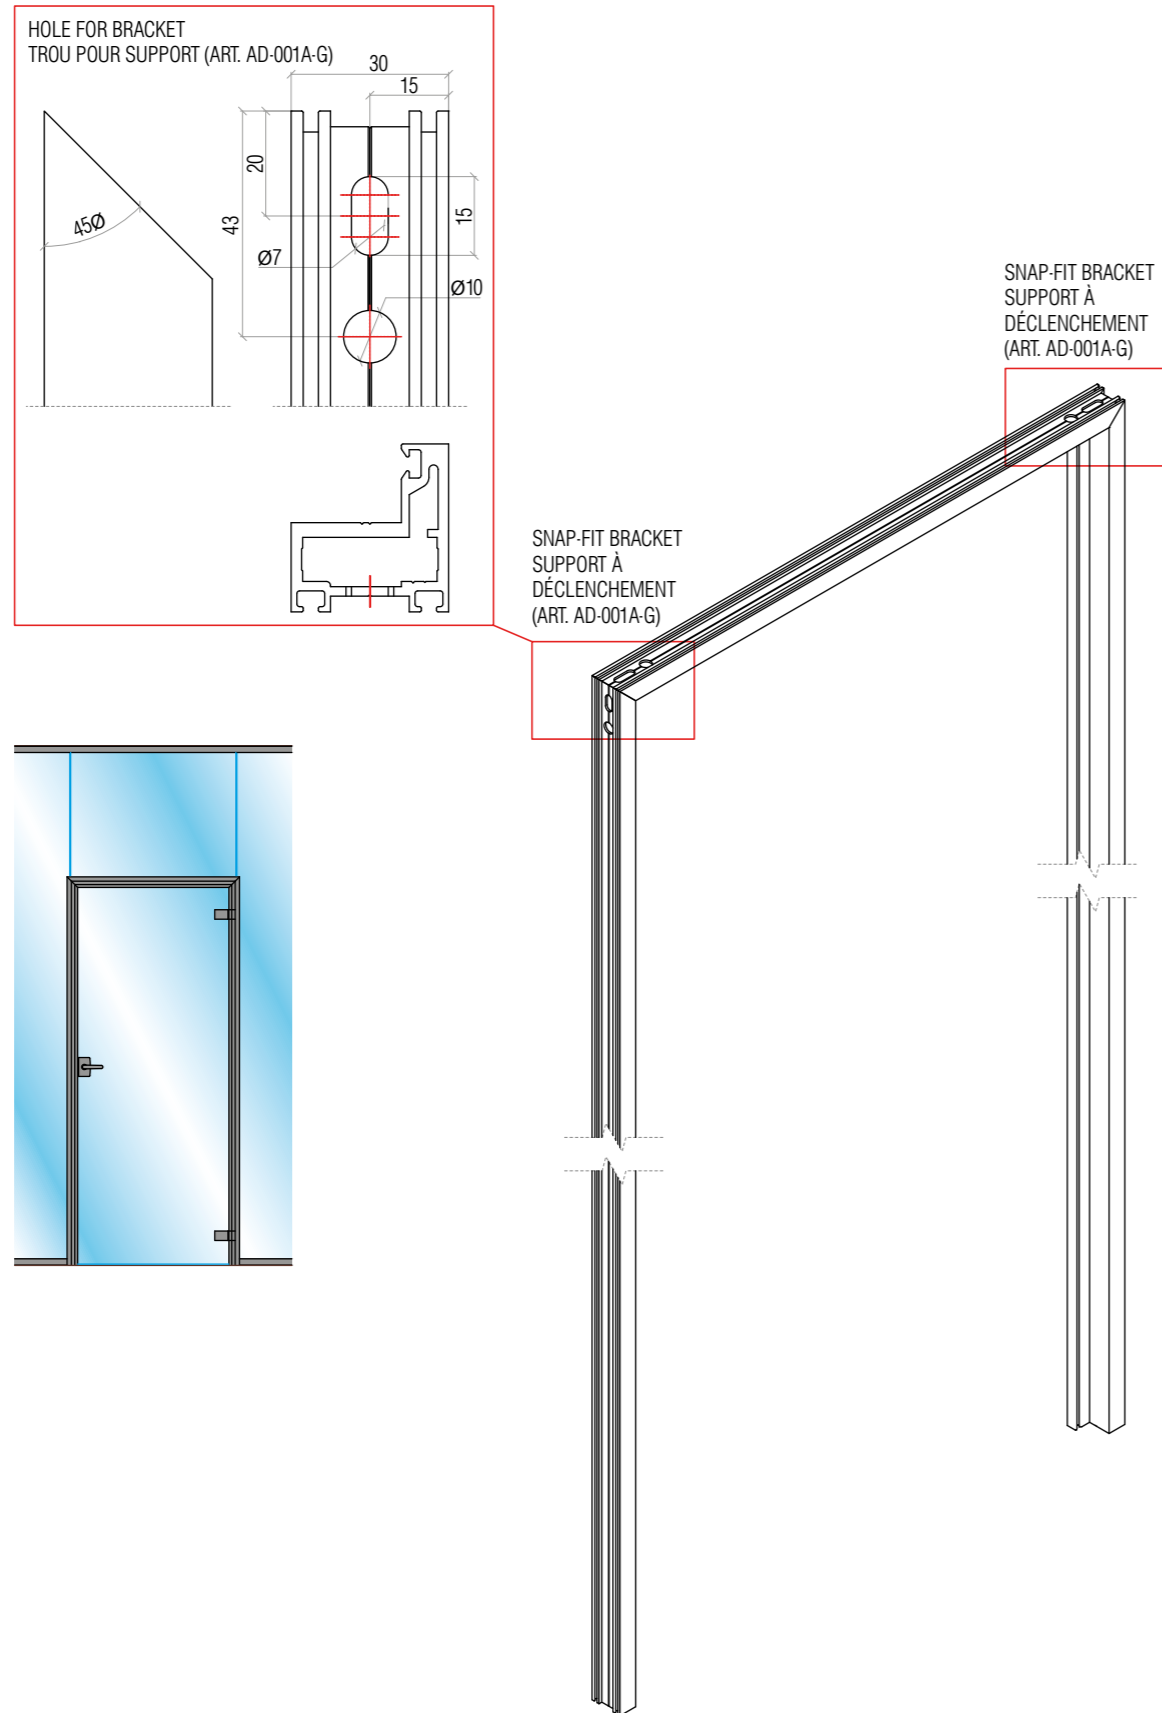 HOLE FOR BRACKET
TROU POUR SUPPORT (ART. AD-001A-G)
30
15
20
43
45Ø
15
Ø7
Ø10
SNAP-FIT BRACKET
SUPPORT À
DÉCLENCHEMENT
(ART. AD-001A-G)
SNAP-FIT BRACKET
SUPPORT À
DÉCLENCHEMENT
(ART. AD-001A-G)